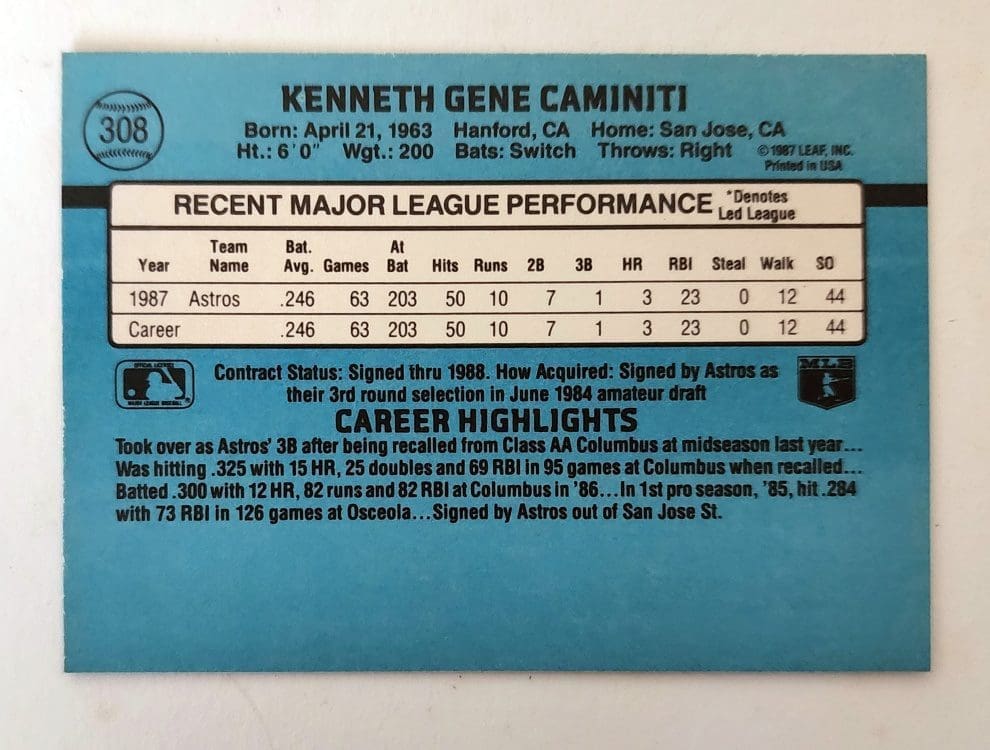 308
KENNETH GENE CAMINITI
Born: April 21, 1963 Hanford, CA Home: San Jose, CA
Ht.: 6'0" Wgt.: 200 Bats: Switch Throws: Right © 1987 LEAF, INC.
Printed in USA
RECENT MAJOR LEAGUE PERFORMANCE *Denotes
Led League
Team Bat. At
Year Name Avg. Games Bat Hits Runs 2B 3B HR RBI Steal Walk SO
1987 Astros .246 63 203 50 10 7 1 3 23 0 12 44
Career .246 63 203 50 10 7 1 3 23 0 12 44
OFFICIAL LICENSEE
MAJOR LEAGUE BASEBALL
MLB
Contract Status: Signed thru 1988. How Acquired: Signed by Astros as
their 3rd round selection in June 1984 amateur draft
CAREER HIGHLIGHTS
Took over as Astros' 3B after being recalled from Class AA Columbus at midseason last year...
Was hitting .325 with 15 HR, 25 doubles and 69 RBI in 95 games at Columbus when recalled...
Batted .300 with 12 HR, 82 runs and 82 RBI at Columbus in '86...In 1st pro season, '85, hit .284
with 73 RBI in 126 games at Osceola...Signed by Astros out of San Jose St.